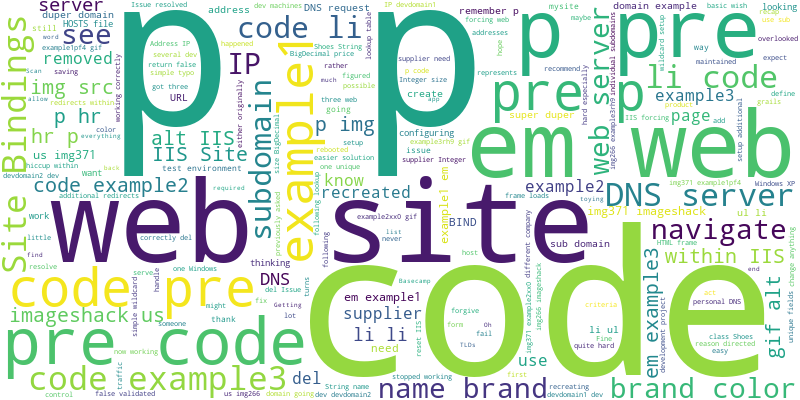 Issue resolved
address
DNS request
remember p
IP devdomain1
mysite
basic wish
looking
server
duper domain
HOSTS file
see
removed
code li
Shoes String
BigDecimal price
forcing web
domain example
maybe
use sub
overlooked
still
word
example1pf4 gif
Address IP
several dev
return false
simple typo
happened
lookup table
addresses
hope
p
p
p pre
wildcard setup
individual subdomains
way
maintained
expect
Scan
saving
IP
supplier need
p code
Integer size
represents
recommend
li code
img src
got three
URL
rather
much
figured
possible
pre p
example3
define
grails
allow
working correctly
redirects within
create
app
Web server
IIS forcing
product
add
Bindings
p hr
color
either originally
three web
going
super duper
page
hr p
everything
alt IIS
example1
p img
setup
configuring
example3rh9 gif
hard especially
img266 example3rh9
setup additional
us img371
IIS Site
size BigDecimal
rebooted
easier solution
issue
supplier Integer
em web
hiccup within
test environment
subdomain
one unique
know
img371 example1pf4
Windows XP
devdomain2 dev
want
following lookup
example1 em
DNS server
code example2
required
hack
recreated
example2
frame loads
toying
Site
additional redirects
previously asked
example2xx0 gif
img371 imageshack
ul li
work
correctly del
thinking
list
never
BIND
different company
web site
navigate
little
find
DNS
following
host
sub domain
HTML frame
within IIS
resolve
one Windows
serve
del Issue
turns
handle
Basecamp
criteria
end
personal DNS
change anything
code pre
code
simple wildcard
might
fix
em example1
forgive
form
Oh
fail
img371 example2xx0
img266 imageshack
act
class Shoes
reason directed
easy
unique fields
imageshack us
Getting
lot
supplier
TLDs
em example3
development project
gif alt
pre code
now working
someone
thank
reset IIS
li li
need
li ul
Fine
quite hard
code example3
traffic
control
false validated
del
dev devdomain2
String name
domain going
stopped working
recreating
devdomain1 dev
use
first
us img266
name brand
brand color